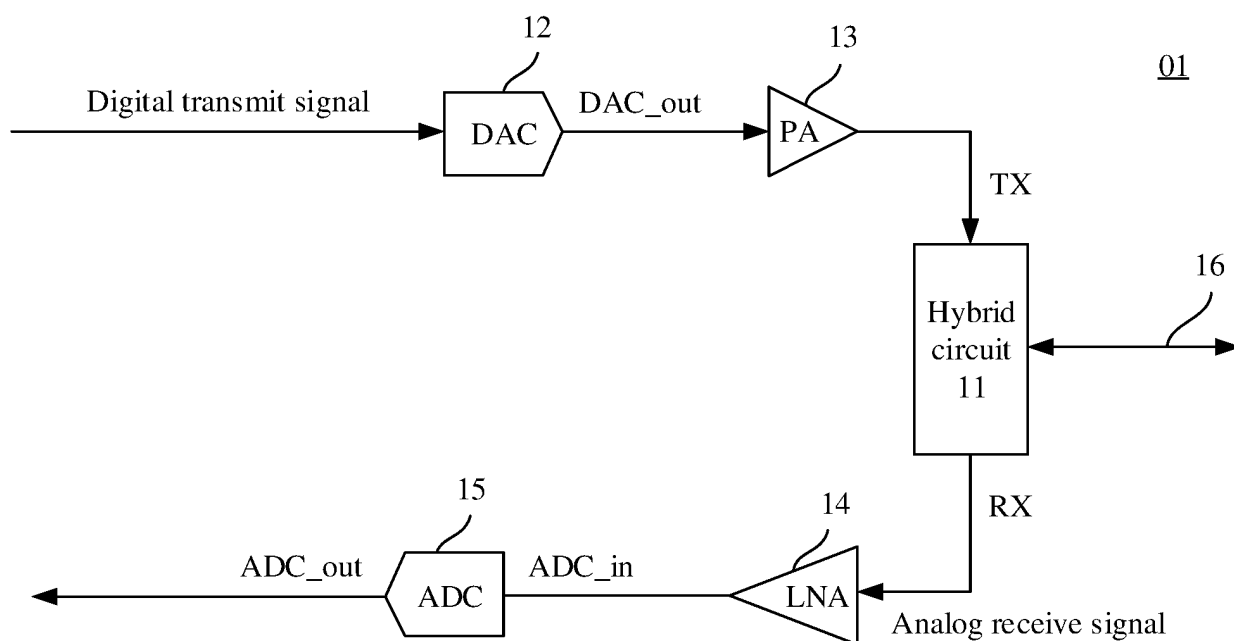 12
13
01
Digital transmit signal
DAC_out
DAC
PA
TX
16
Hybrid
circuit
11
15
14
RX
ADC_out
ADC_in
ADC
LNA
Analog receive signal